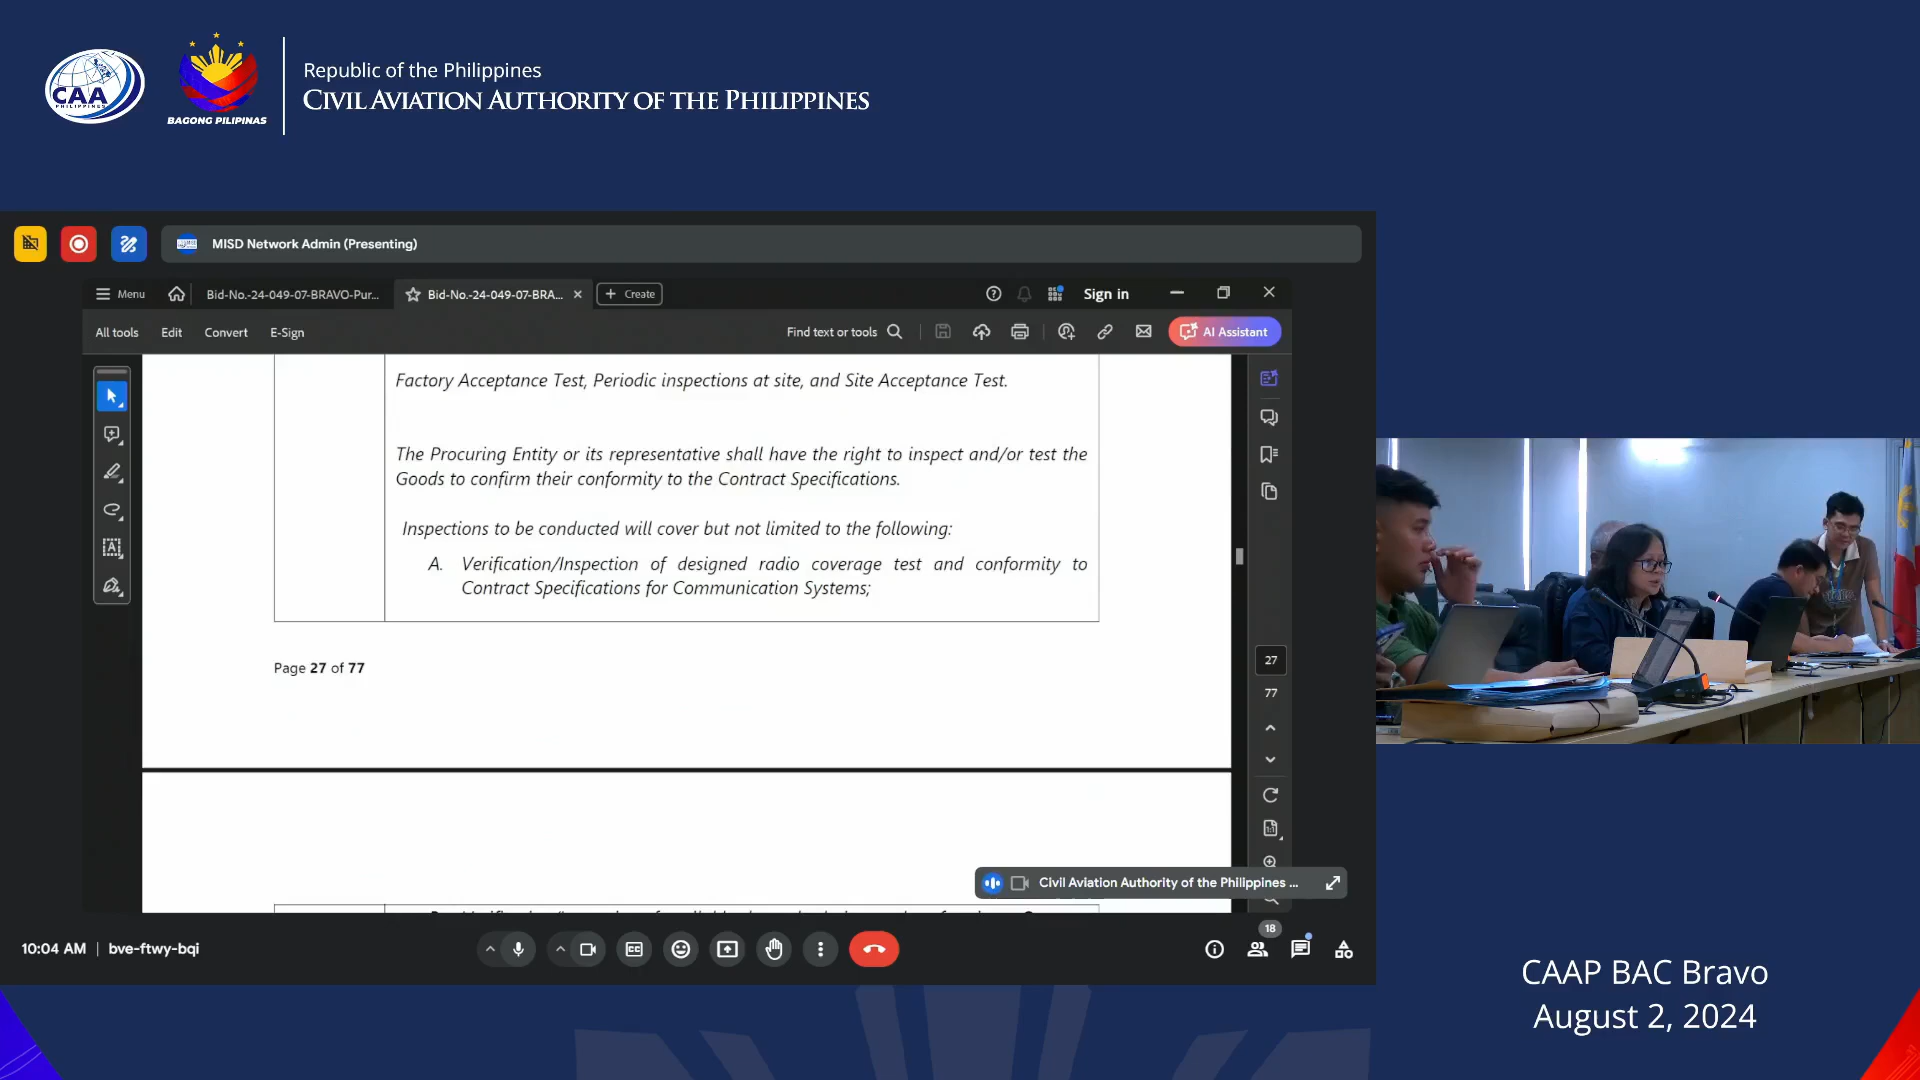 CAA
PHILIPPINES
BAGONG PILIPINAS
Republic of the Philippines
CIVIL AVIATION AUTHORITY OF THE PHILIPPINES
MISD Network Admin (Presenting)
Menu
Bid-No.-24-049-07-BRAVO-Pur...
Bid-No.-24-049-07-BRA...
Create
Sign in
All tools
Edit
Convert
E-Sign
Find text or tools
AI Assistant
Factory Acceptance Test, Periodic inspections at site, and Site Acceptance Test.
The Procuring Entity or its representative shall have the right to inspect and/or test the
Goods to confirm their conformity to the Contract Specifications.
Inspections to be conducted will cover but not limited to the following:
A. Verification/Inspection of designed radio coverage test and conformity to
Contract Specifications for Communication Systems;
Page 27 of 77
27
77
Civil Aviation Authority of the Philippines ...
10:04 AM | bve-ftwy-bqi
18
CAAP BAC Bravo
August 2, 2024